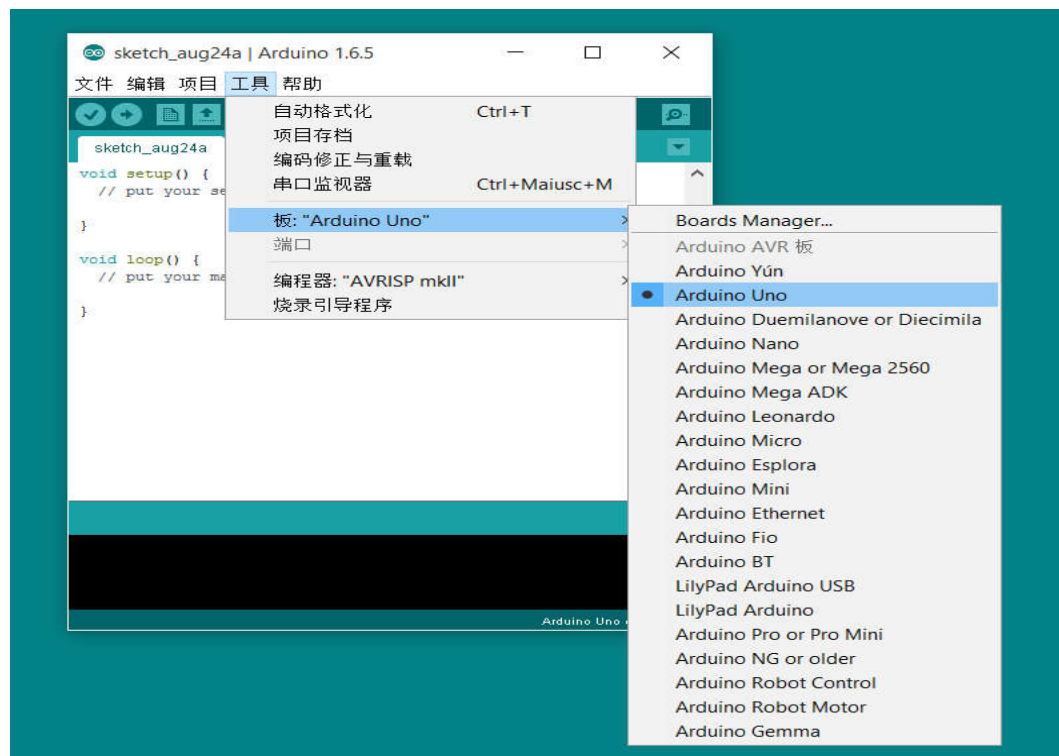 sketch_aug24a | Arduino 1.6.5
文件 编辑 项目 工具 帮助
自动格式化 Ctrl+T
项目存档
编码修正与重载
串口监视器 Ctrl+Maiusc+M
板: "Arduino Uno"
端口
编程器: "AVRISP mkII"
烧录引导程序
sketch_aug24a
void setup() {
// put your
}
void loop() {
// put your
}
Arduino Uno
Boards Manager...
Arduino AVR 板
Arduino Yún
Arduino Uno
Arduino Duemilanove or Diecimila
Arduino Nano
Arduino Mega or Mega 2560
Arduino Mega ADK
Arduino Leonardo
Arduino Micro
Arduino Esplora
Arduino Mini
Arduino Ethernet
Arduino Fio
Arduino BT
LilyPad Arduino USB
LilyPad Arduino
Arduino Pro or Pro Mini
Arduino NG or older
Arduino Robot Control
Arduino Robot Motor
Arduino Gemma